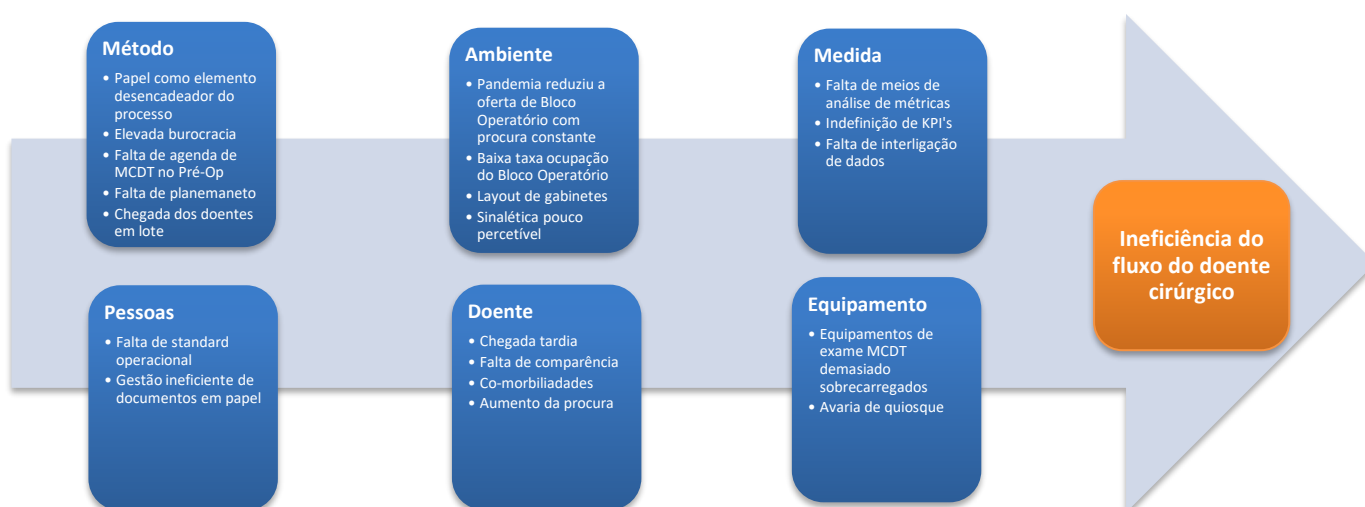 Método
• Papel como elemento
desencadeador do
processo
• Elevada burocracia
• Falta de agenda de
MCDT no Pré-Op
• Falta de planemaneto
• Chegada dos doentes
em lote
Ambiente
• Pandemia reduziu a
oferta de Bloco
Operatório com
procura constante
• Baixa taxa ocupação
do Bloco Operatório
• Layout de gabinetes
• Sinalética pouco
percetível
Medida
• Falta de meios de
análise de métricas
• Indefinição de KPI's
• Falta de interligação
de dados
Pessoas
• Falta de standard
operacional
• Gestão ineficiente de
documentos em papel
Doente
• Chegada tardia
• Falta de comparência
• Co-morbiliadades
• Aumento da procura
Equipamento
• Equipamentos de
exame MCDT
demasiado
sobrecarregados
• Avaria de quiosque
Ineficiência do
fluxo do doente
cirúrgico